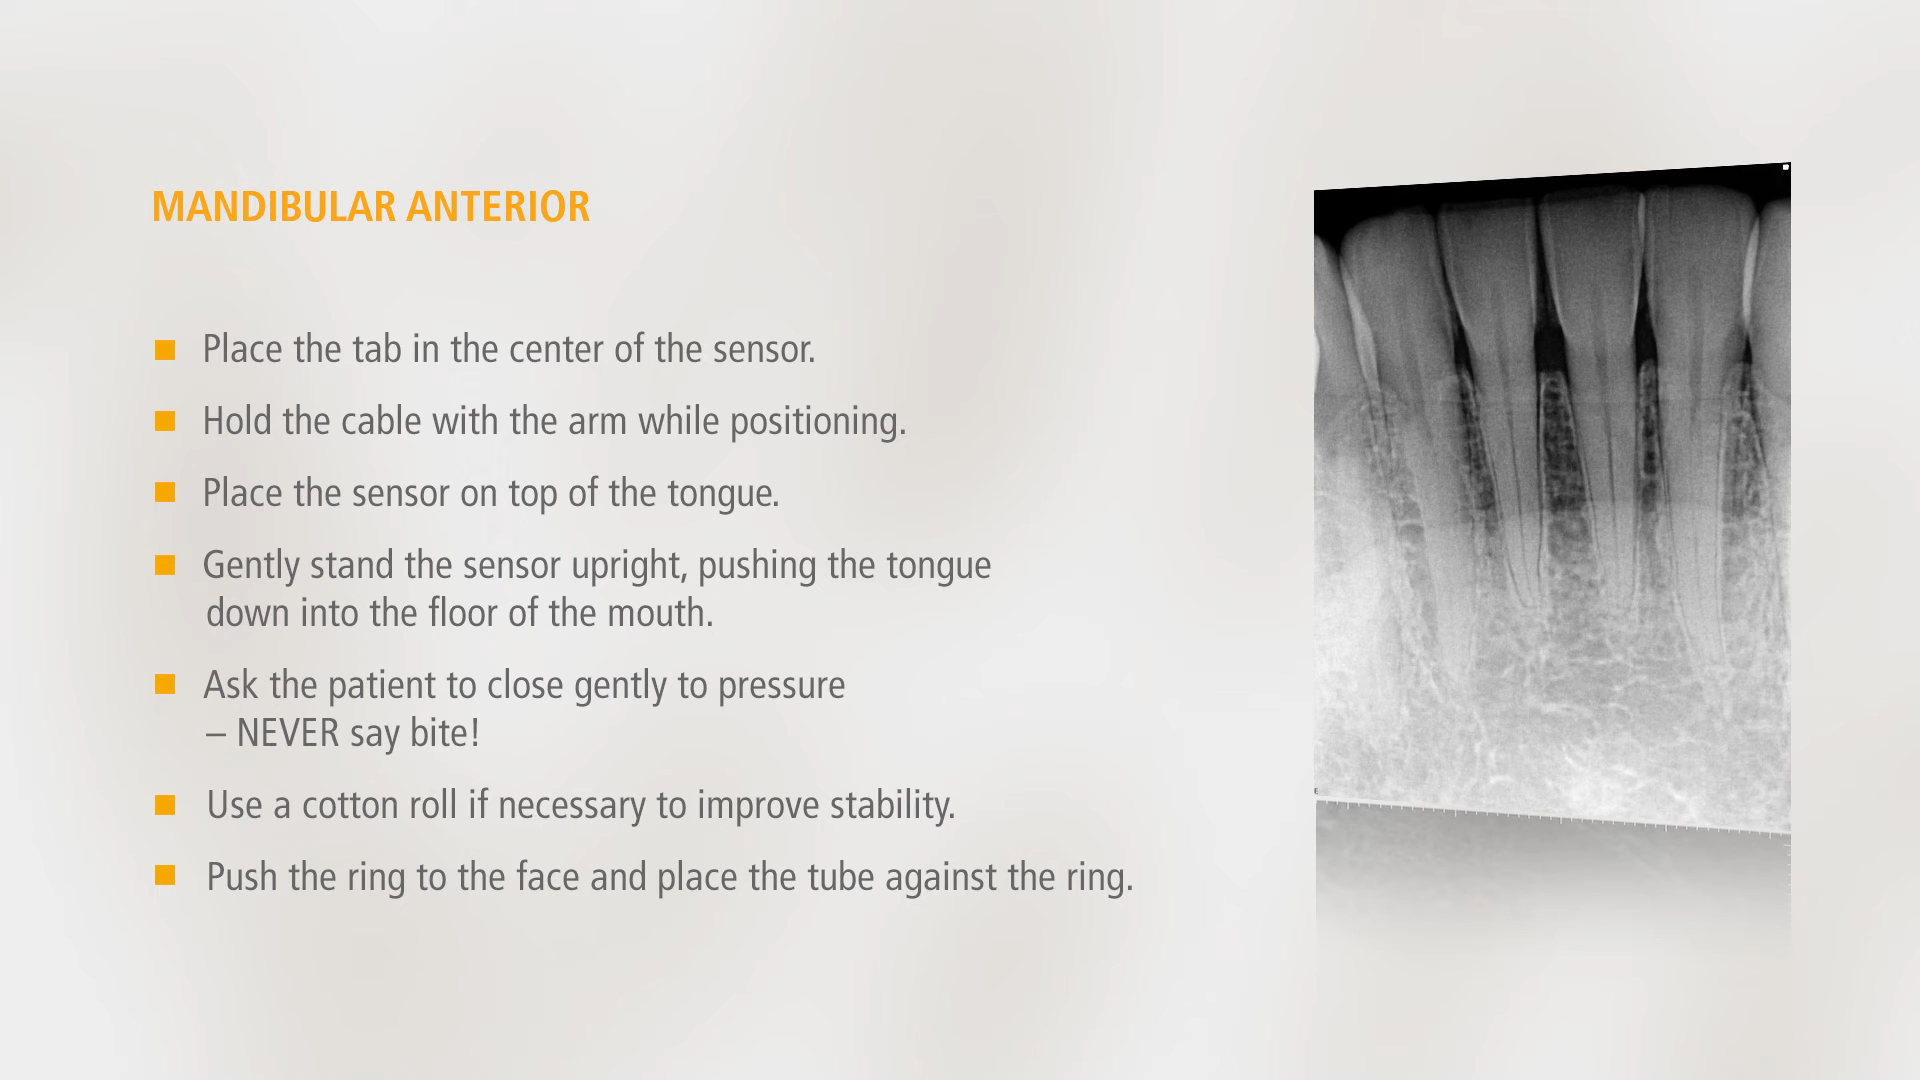 MANDIBULAR ANTERIOR
Place the tab in the center of the sensor.
Hold the cable with the arm while positioning.
Place the sensor on top of the tongue.
Gently stand the sensor upright, pushing the tongue
down into the floor of the mouth.
Ask the patient to close gently to pressure
– NEVER say bite!
Use a cotton roll if necessary to improve stability.
Push the ring to the face and place the tube against the ring.